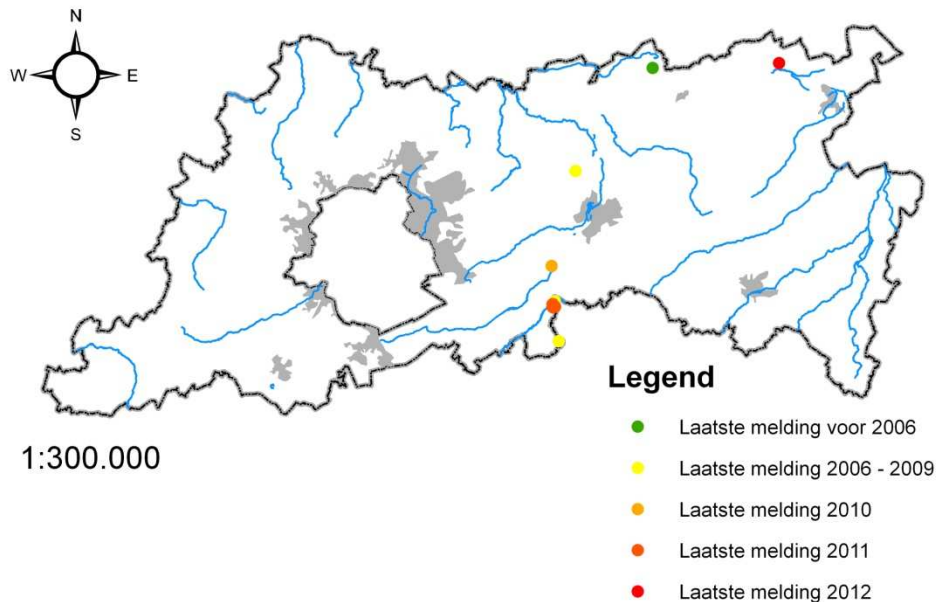 N
W E
S
1:300.000
Legend
Laatste melding voor 2006
Laatste melding 2006 - 2009
Laatste melding 2010
Laatste melding 2011
Laatste melding 2012